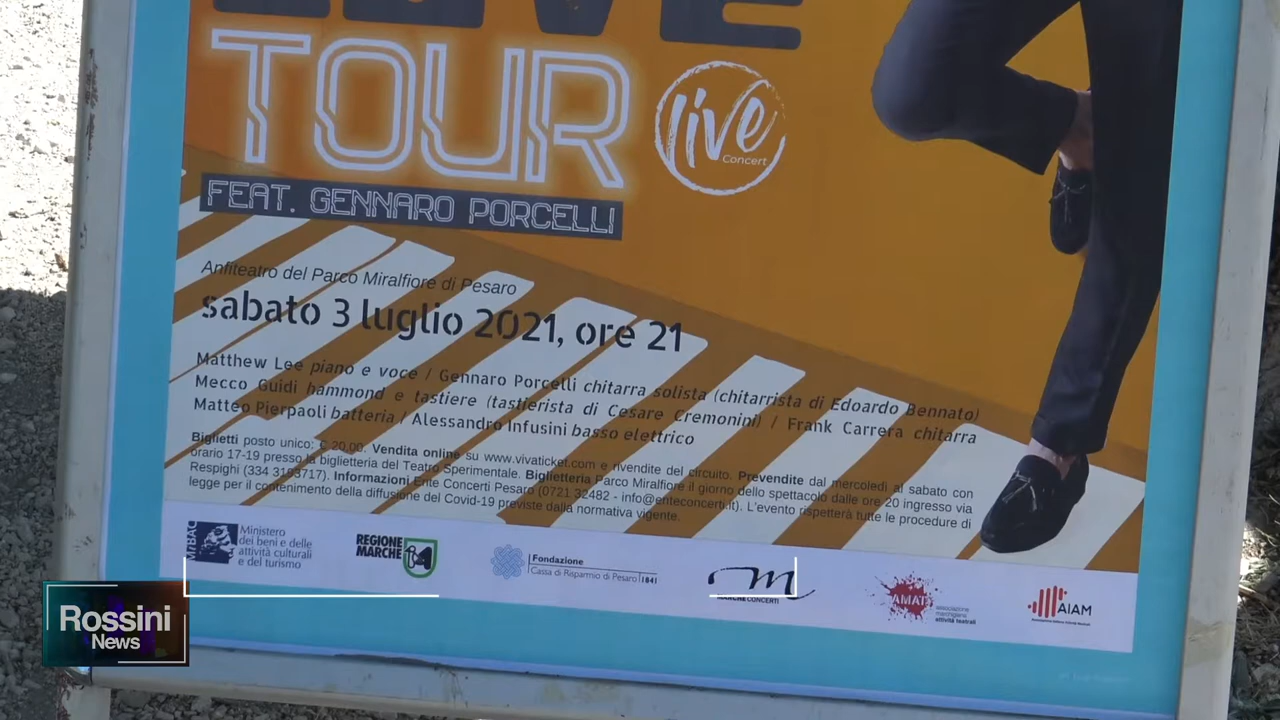 LOVE
TOUR
live
Concert
FEAT. GENNARO PORCELLI
Anfiteatro del Parco Miralfiore di Pesaro
sabato 3 luglio 2021, ore 21
Matthew Lee piano e voce / Gennaro Porcelli chitarra solista (chitarrista di Edoardo Bennato)
Mecco Guidi hammond e tastiere (tastierista di Cesare Cremonini) / Frank Carrera chitarra
Matteo Pierpaoli batteria / Alessandro Infusini basso elettrico
Biglietti posto unico: € 20,00. Vendita online su www.vivaticket.com e rivendite del circuito. Prevendite dal mercoledì al sabato con
orario 17-19 presso la biglietteria del Teatro Sperimentale. Biglietteria Parco Miralfiore il giorno dello spettacolo dalle ore 20 ingresso via
Respighi (334 3193717). Informazioni Ente Concerti Pesaro (0721 32482 - info@enteconcerti.it). L'evento rispetterà tutte le procedure di
legge per il contenimento della diffusione del Covid-19 previste dalla normativa vigente.
MiBAC
Ministero
dei beni e delle
attività culturali
e del turismo
REGIONE
MARCHE
Fondazione
Cassa di Risparmio di Pesaro 1841
m
MARCHE CONCERTI
AMAT
associazione
marchigiana
attività teatrali
AIAM
Rossini
News